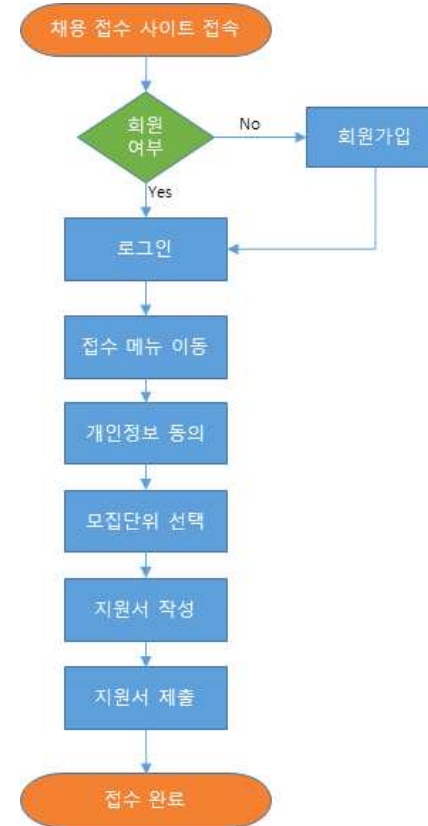 채용 접수 사이트 접속
회원
여부
No
회원가입
Yes
로그인
접수 메뉴 이동
개인정보 동의
모집단위 선택
지원서 작성
지원서 제출
접수 완료